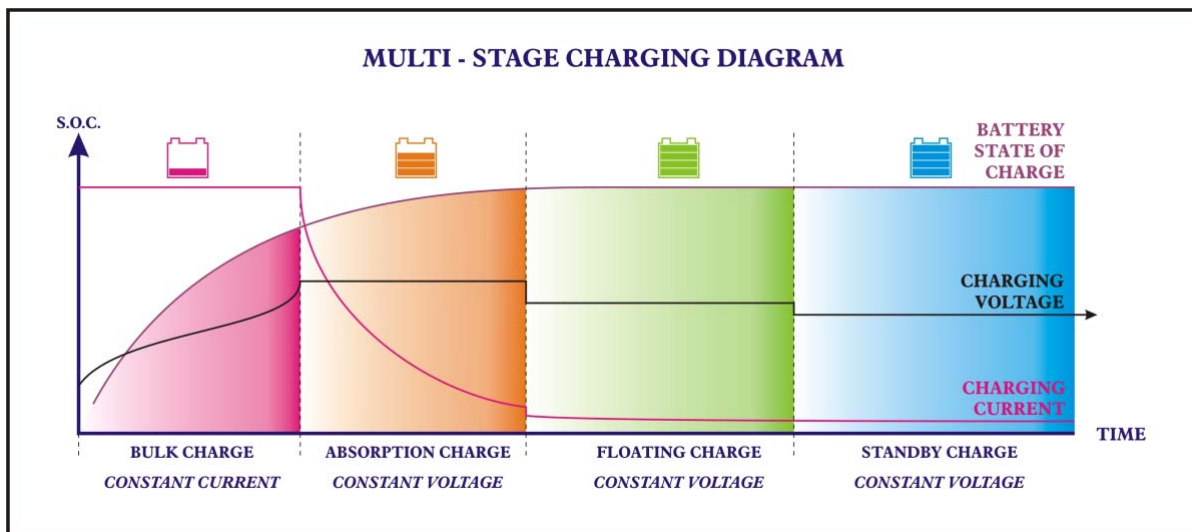 MULTI - STAGE CHARGING DIAGRAM
S.O.C.
BATTERY
STATE OF
CHARGE
CHARGING
VOLTAGE
CHARGING
CURRENT
TIME
BULK CHARGE
CONSTANT CURRENT
ABSORPTION CHARGE
CONSTANT VOLTAGE
FLOATING CHARGE
CONSTANT VOLTAGE
STANDBY CHARGE
CONSTANT VOLTAGE